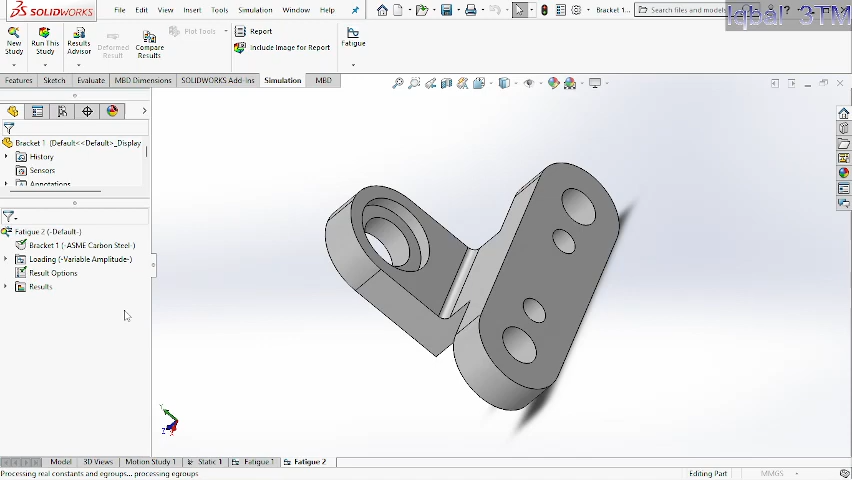 SOLIDWORKS
File Edit View Insert Tools Simulation Window Help
Bracket 1 ...
Search files and models
Iqbal 3TM
New Study
Run This Study
Results Advisor
Deformed Result
Compare Results
Plot Tools
Report
Include Image for Report
Fatigue
Features Sketch Evaluate MBD Dimensions SOLIDWORKS Add-Ins Simulation MBD
Bracket 1 (Default<<Default>_Display
History
Sensors
Annotations
Fatigue 2 (-Default-)
Bracket 1 (-ASME Carbon Steel-)
Loading (-Variable Amplitude-)
Result Options
Results
Y
Z
Model 3D Views Motion Study 1 Static 1 Fatigue 1 Fatigue 2
Processing real constants and egroups... processing egroups
Editing Part
MMGS